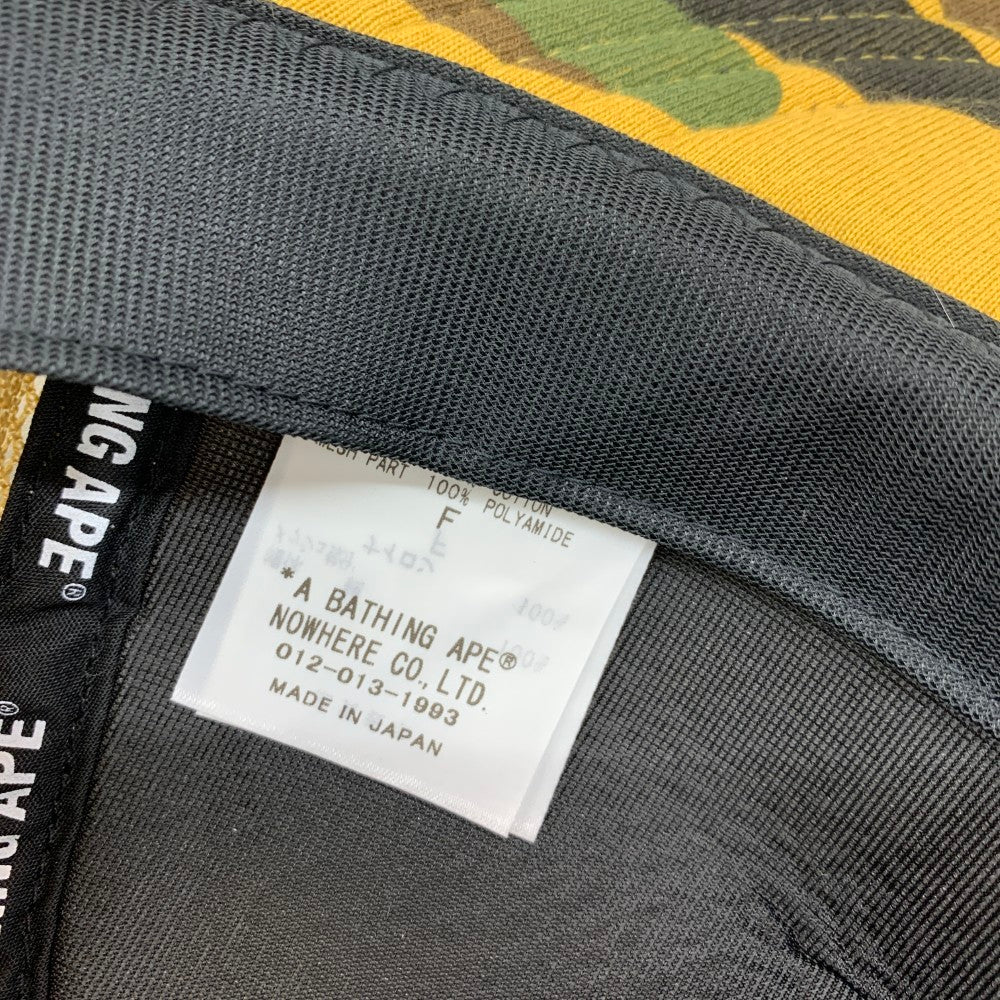 COTTON
MESH PART 100% POLYAMIDE
F
*A BATHING APE®
NOWHERE CO., LTD.
012-013-1993
MADE IN JAPAN
NG APE®
ING APE®